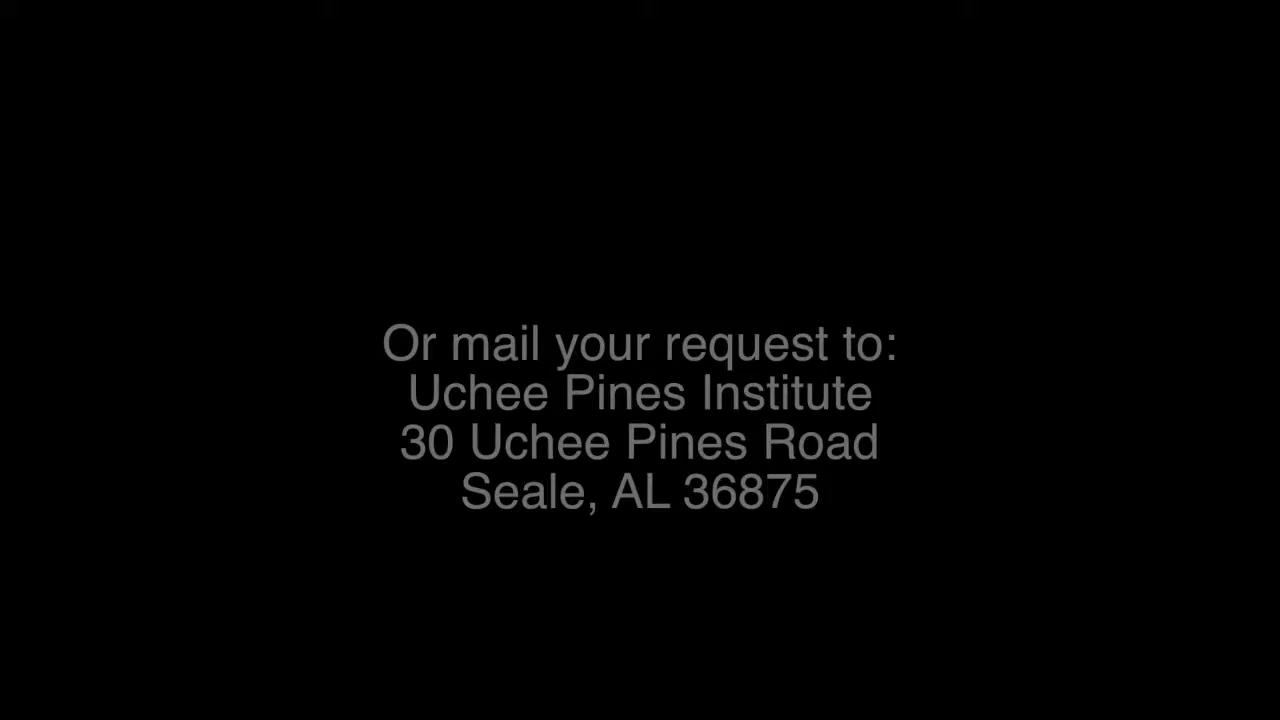 Or mail your request to:
Uchee Pines Institute
30 Uchee Pines Road
Seale, AL 36875